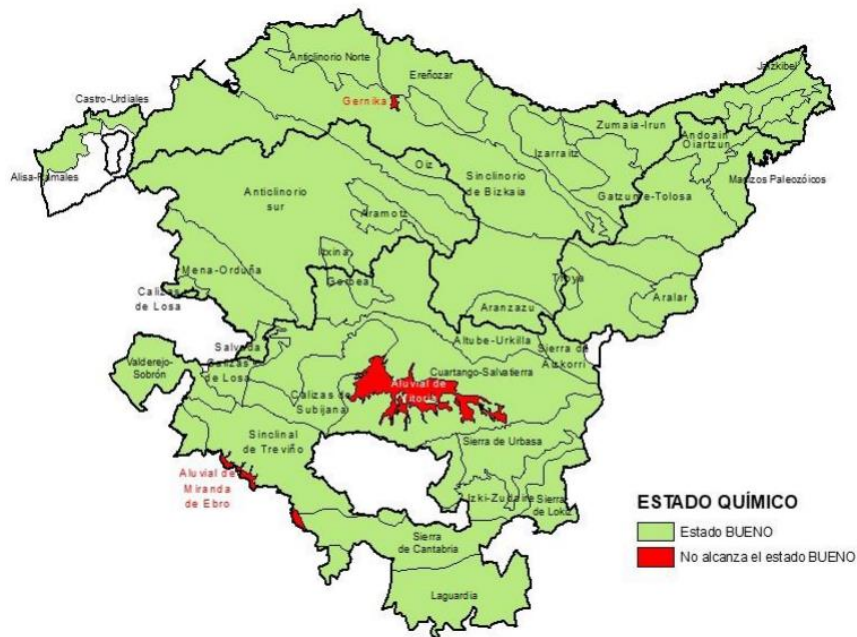 Anticlinorio Norte
Ereñozar
Jaizkibel
Castro-Urdiales
Gernika
Zumaia-Irun
Andoain
Oiartzun
Izarraitz
Oiz
Alisa-Ramales
Sinclinorio
de Bizkaia
Macizos Paleozóicos
Anticlinorio
sur
Gatzume-Tolosa
Aramotz
Itxina
Mena-Orduña
Gorbea
Troya
Calizas de
de Losa
Aralar
Aranzazu
Salvada
Altube-Urkilla
Sierra de
Aizkorri
Valderejo-
Sobrón
Calizas
de Losa
Cuartango-Salvatierra
Aluvial de
Vitoria
Calizas de
Subijana
Sinclinal
de Treviño
Sierra de Urbasa
Aluvial de
Miranda
de Ebro
Izki-Zudaire
Sierra
de Lokiz
ESTADO QUÍMICO
Estado BUENO
No alcanza el estado BUENO
Sierra
de Cantabria
Laguardia